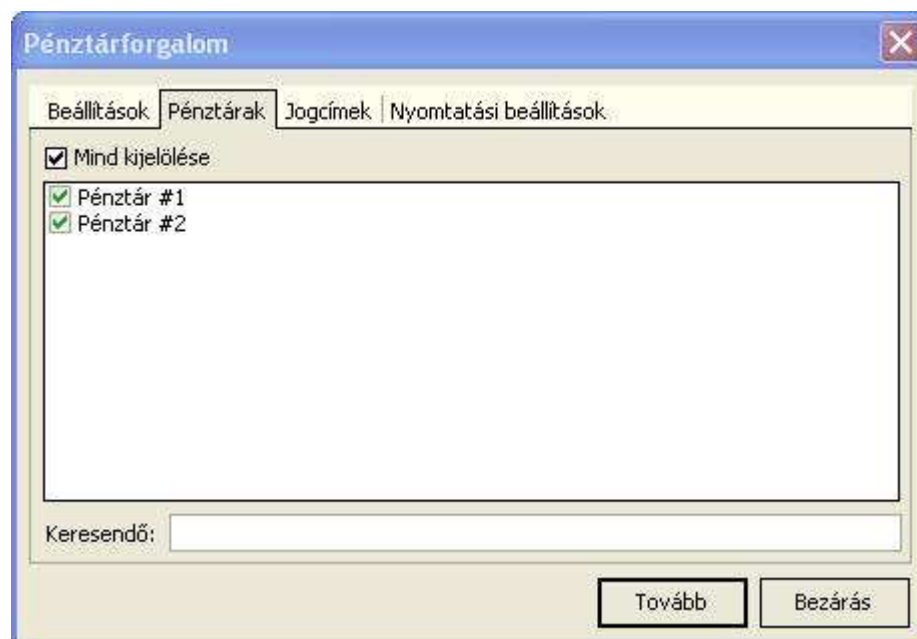 Pénztárforgalom
Beállítások Pénztárak Jogcímek Nyomtatási beállítások
Mind kijelölése
Pénztár #1
Pénztár #2
Keresendő:
Tovább Bezárás